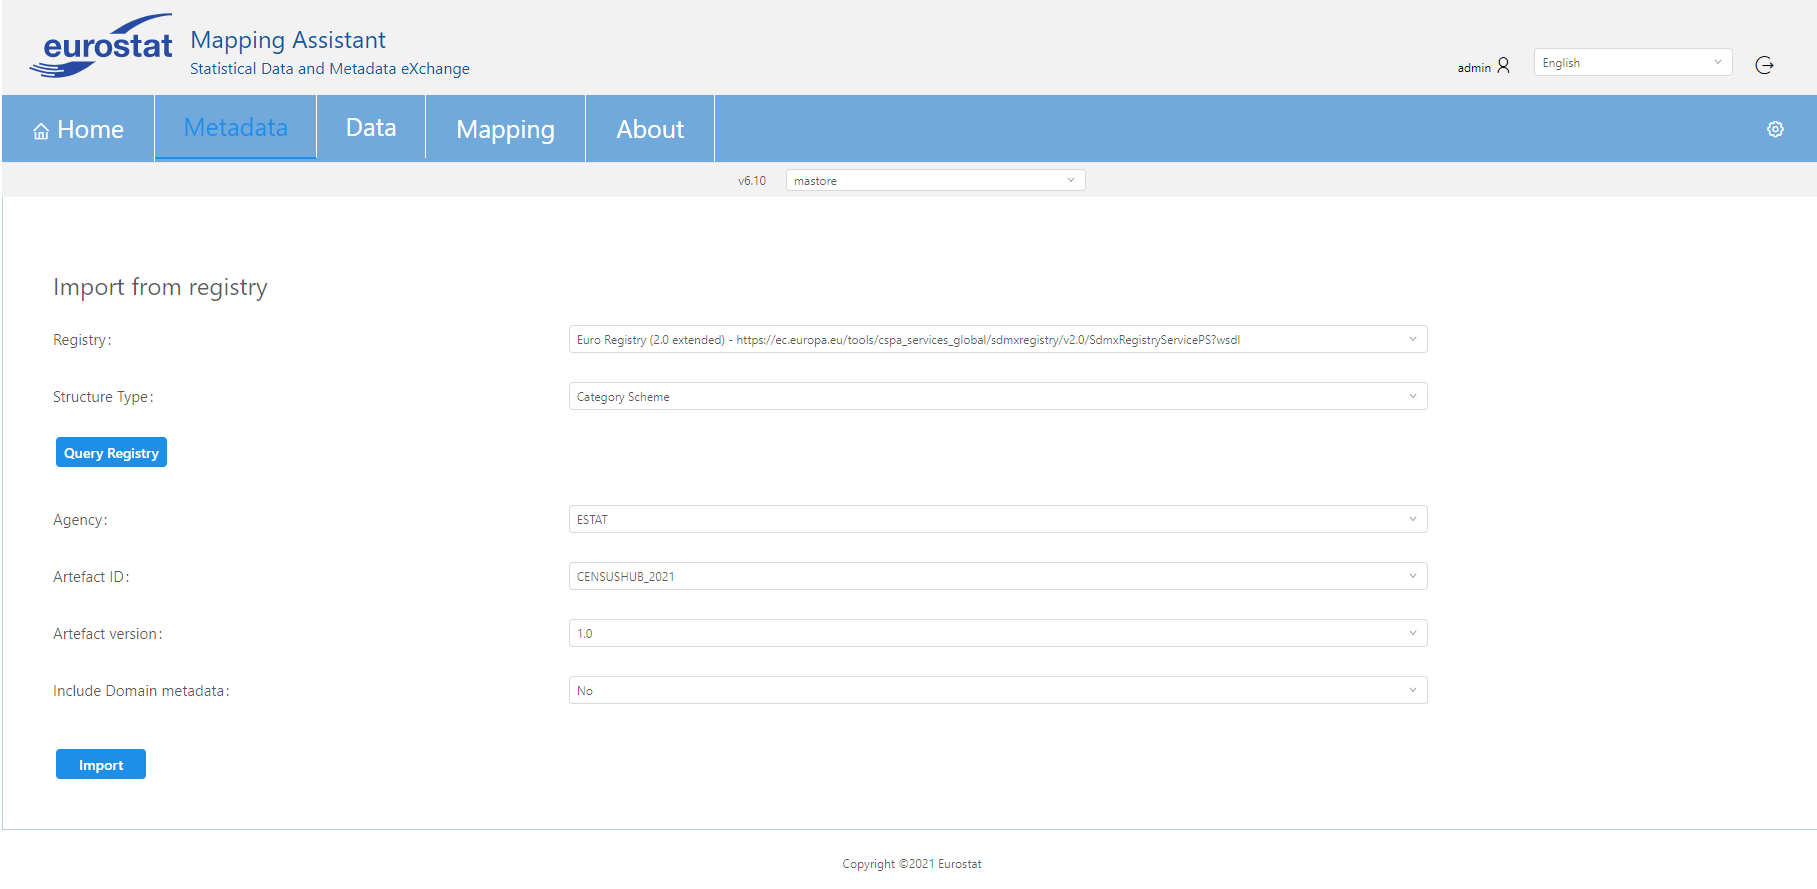 eurostat
Mapping Assistant
Statistical Data and Metadata eXchange
admin
English
Home
Metadata
Data
Mapping
About
v6.10
mastore
Import from registry
Registry:
Euro Registry (2.0 extended) - https://ec.europa.eu/tools/cspa_services_global/sdmxregistry/v2.0/SdmxRegistryServicePS?wsdl
Structure Type:
Category Scheme
Query Registry
Agency:
ESTAT
Artefact ID:
CENSUSHUB_2021
Artefact version:
1.0
Include Domain metadata:
No
Import
Copyright ©2021 Eurostat